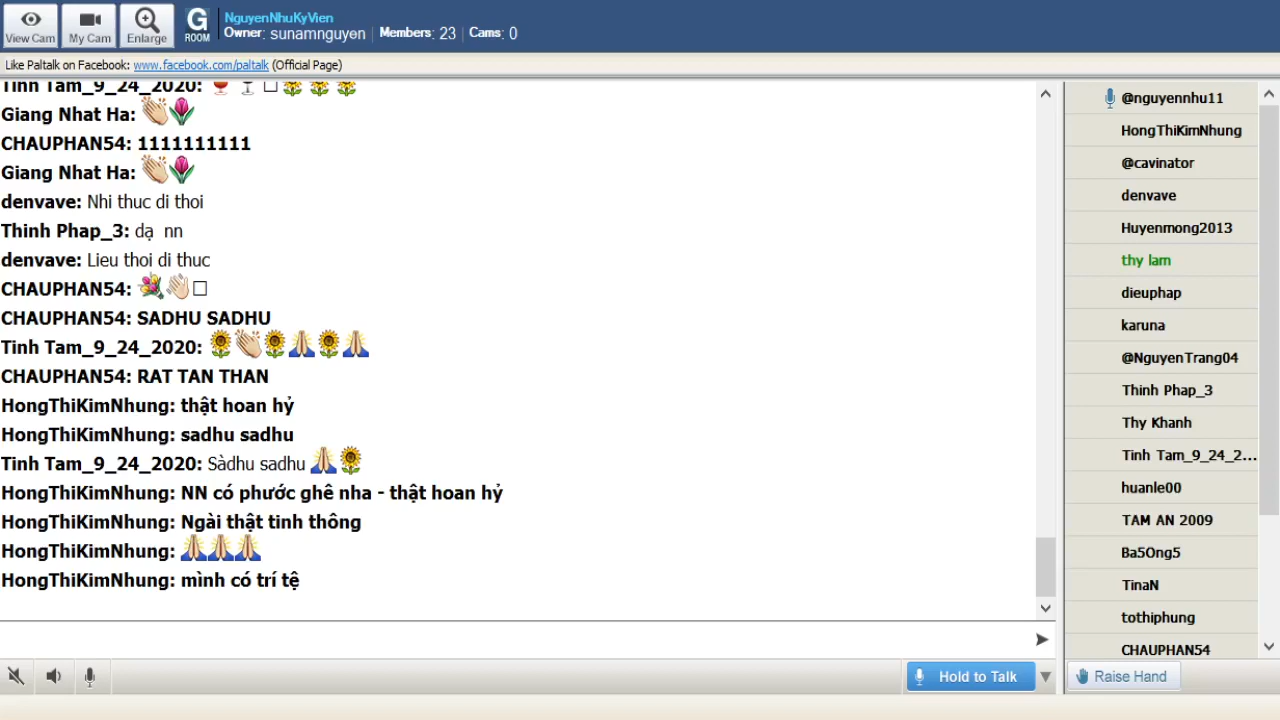 View Cam
My Cam
Enlarge
G ROOM
NguyenNhuKyVien
Owner: sunamnguyen | Members: 23 | Cams: 0
Like Paltalk on Facebook: www.facebook.com/paltalk (Official Page)
Tinh Tam_9_24_2020: 🍷🍸□🌻🌻🌻
Giang Nhat Ha: 👏🌷
CHAUPHAN54: 1111111111
Giang Nhat Ha: 👏🌷
denvave: Nhi thuc di thoi
Thinh Phap_3: dạ nn
denvave: Lieu thoi di thuc
CHAUPHAN54: 💐👋□
CHAUPHAN54: SADHU SADHU
Tinh Tam_9_24_2020: 🌻👏🌻🙏🌻🙏
CHAUPHAN54: RAT TAN THAN
HongThiKimNhung: thật hoan hỷ
HongThiKimNhung: sadhu sadhu
Tinh Tam_9_24_2020: Sàdhu sadhu 🙏🌻
HongThiKimNhung: NN có phước ghê nha - thật hoan hỷ
HongThiKimNhung: Ngài thật tinh thông
HongThiKimNhung: 🙏🙏🙏
HongThiKimNhung: mình có trí tệ
@nguyennhu11
HongThiKimNhung
@cavinator
denvave
Huyenmong2013
thy lam
dieuphap
karuna
@NguyenTrang04
Thinh Phap_3
Thy Khanh
Tinh Tam_9_24_2...
huanle00
TAM AN 2009
Ba5Ong5
TinaN
tothiphung
CHAUPHAN54
Hold to Talk
Raise Hand